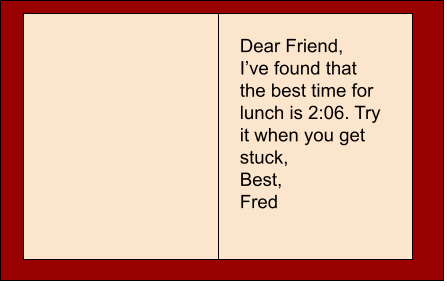 Dear Friend,
I’ve found that
the best time for
lunch is 2:06. Try
it when you get
stuck,
Best,
Fred